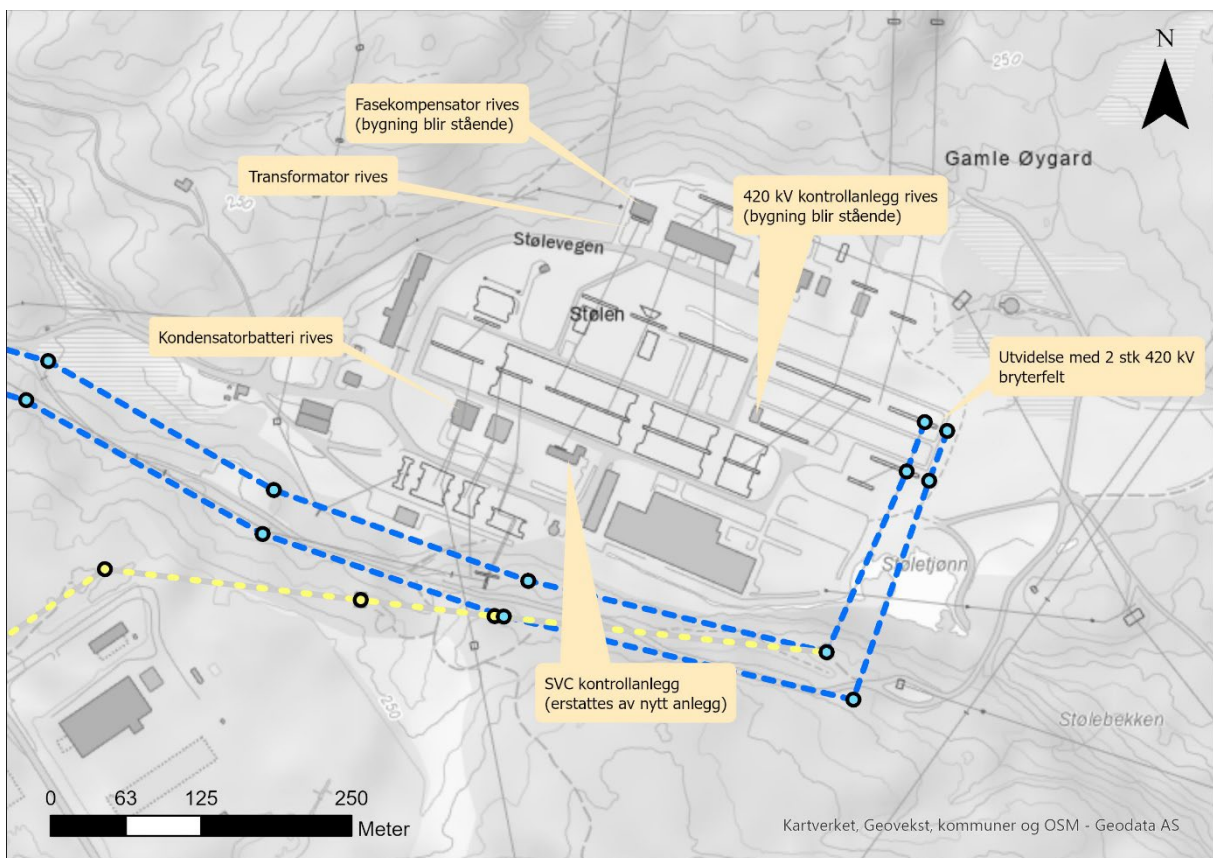 N
250
250
Fasekompensator rives
(bygning blir stående)
Gamle Øygard
Transformator rives
420 kV kontrollanlegg rives
(bygning blir stående)
250
Stølevegen
Stølen
Kondensatorbatteri rives
Utvidelse med 2 stk 420 kV
bryterfelt
Støletjønn
SVC kontrollanlegg
(erstattes av nytt anlegg)
250
Stølebekken
0 63 125 250
Meter
Kartverket, Geovekst, kommuner og OSM - Geodata AS